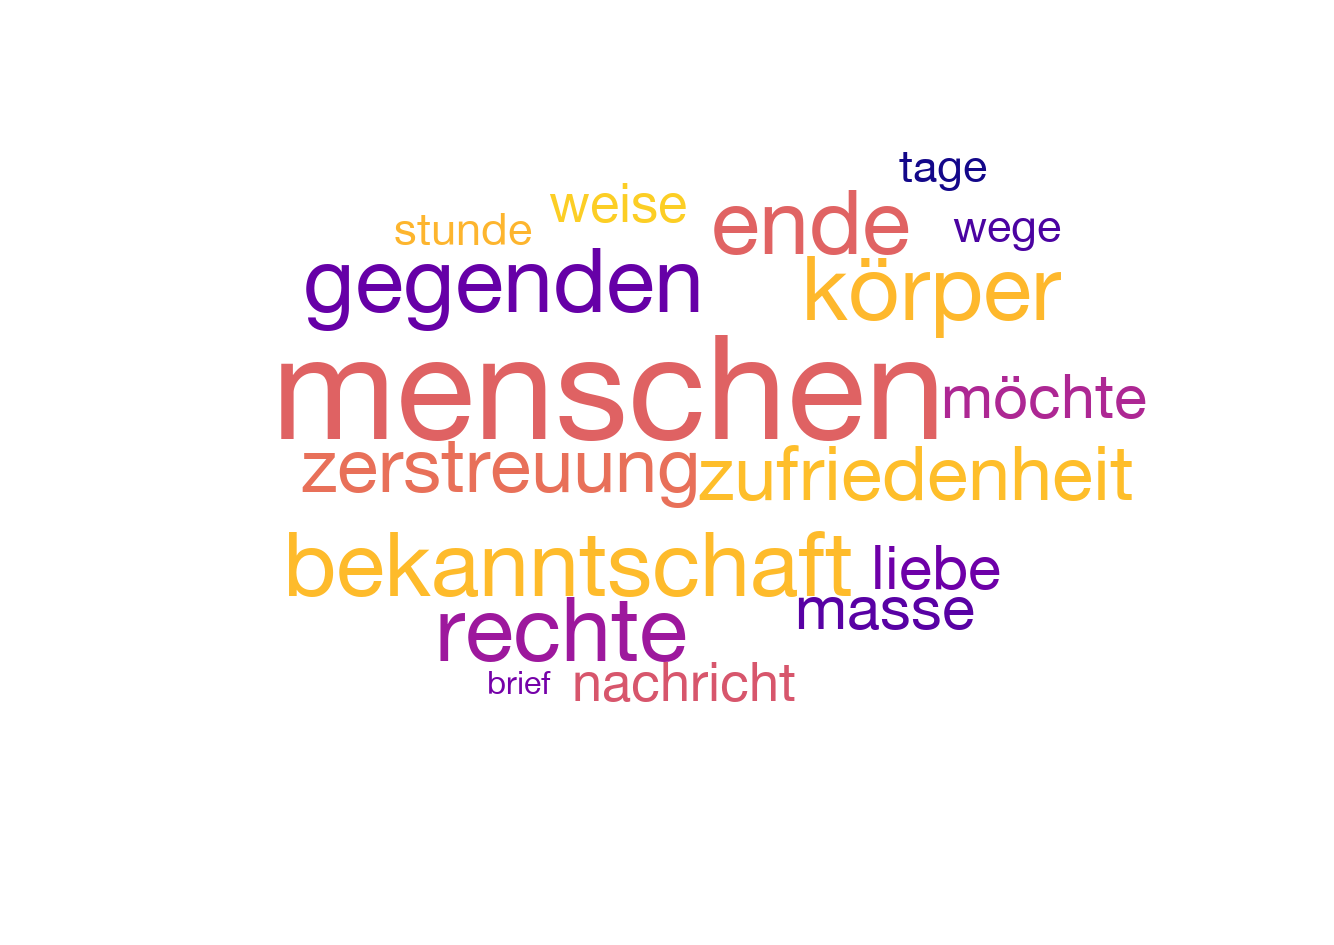 tage
weise
stunde
ende
wege
gegenden
körper
menschen
möchte
zerstreuung
zufriedenheit
bekanntschaft
liebe
masse
rechte
brief
nachricht